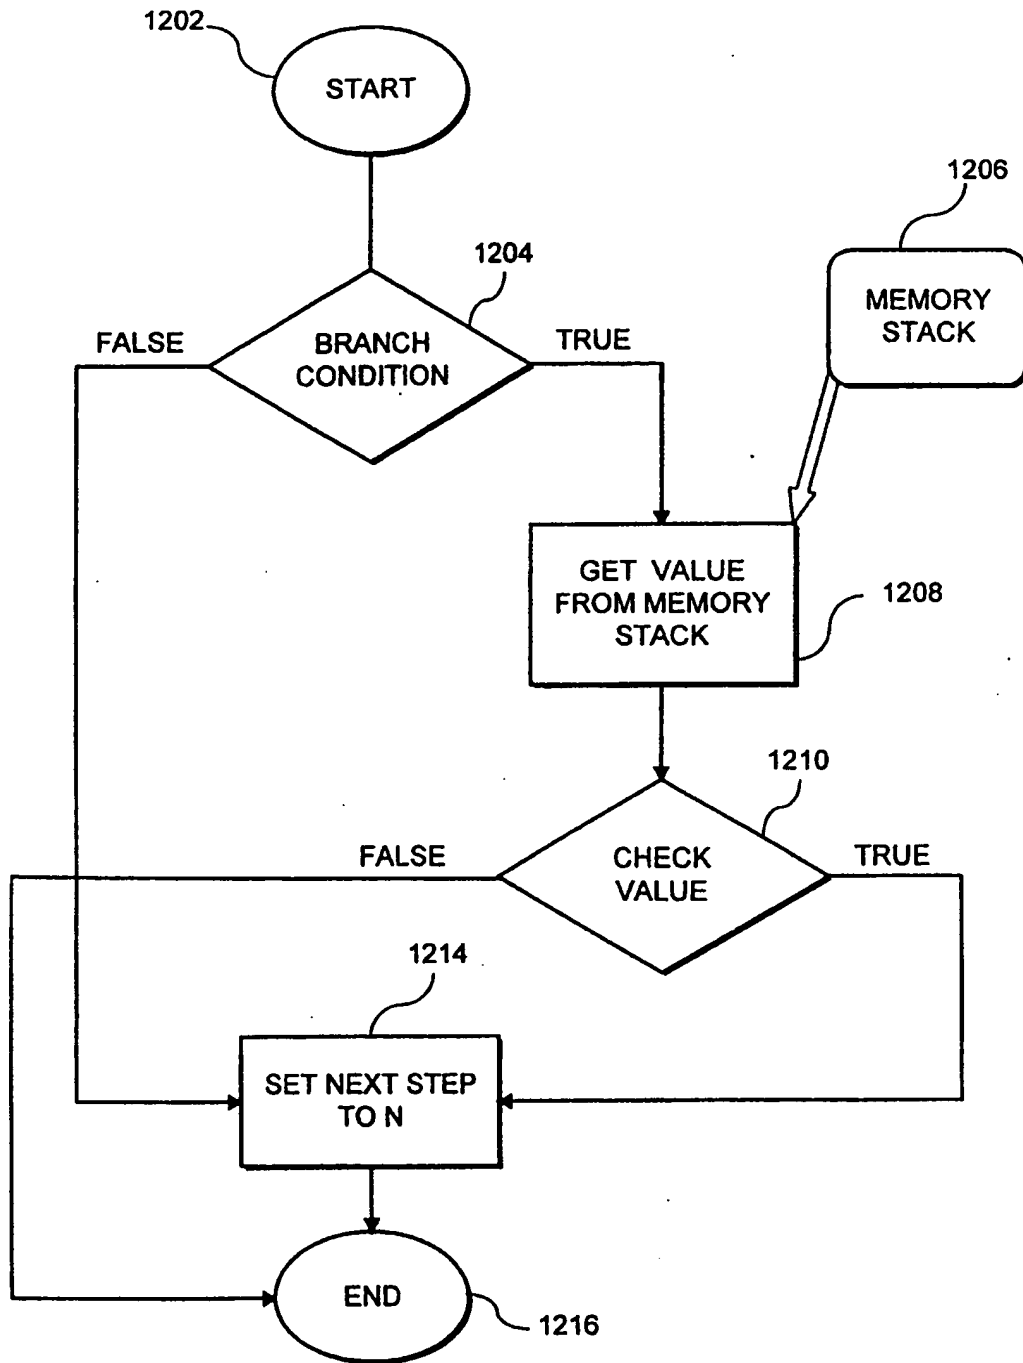 1202
START
1206
1204
MEMORY
STACK
FALSE
TRUE
BRANCH
CONDITION
GET VALUE
FROM MEMORY
STACK
1208
1210
FALSE
TRUE
CHECK
VALUE
1214
SET NEXT STEP
TO N
END
1216